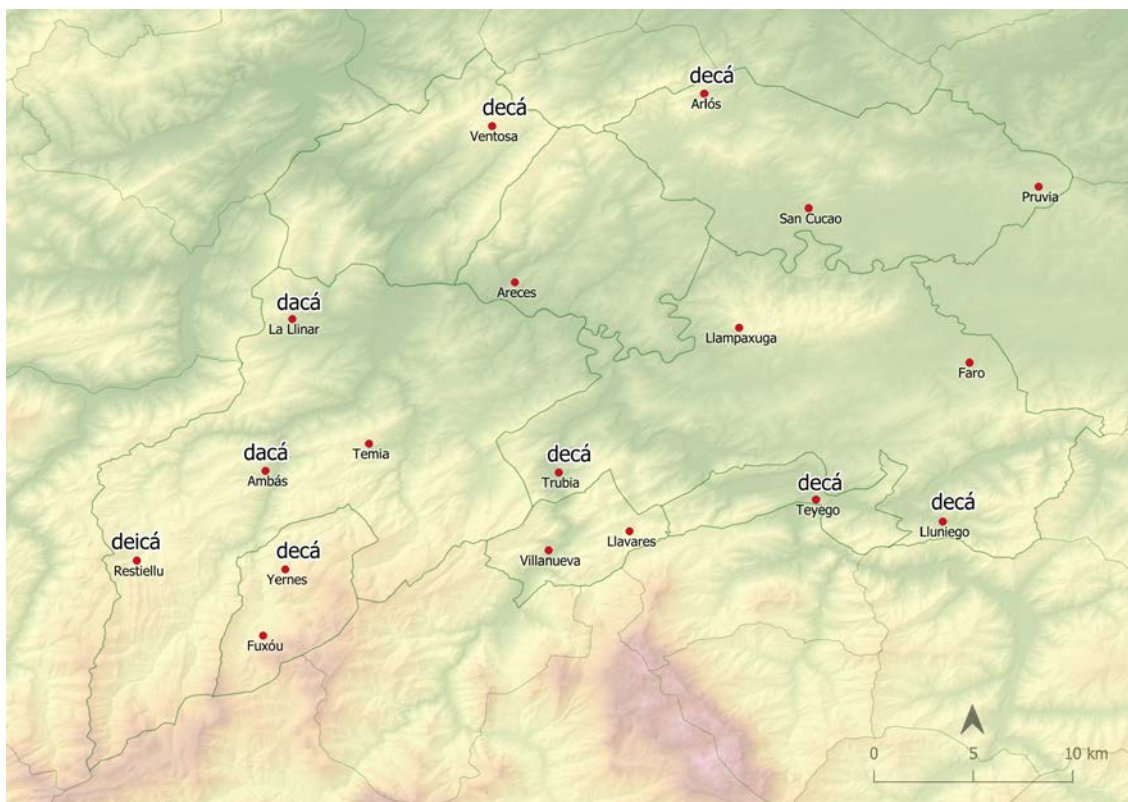 decá
Arlós
decá
Ventosa
Pruvia
San Cucao
Areces
dacá
La Llinar
Llampaxuga
Faro
Temia
dacá
Ambás
decá
Trubia
decá
Teyego
decá
Lluniego
Llavares
Villanueva
deicá
Restiellu
decá
Yernes
Fuxóu
0 5 10 km